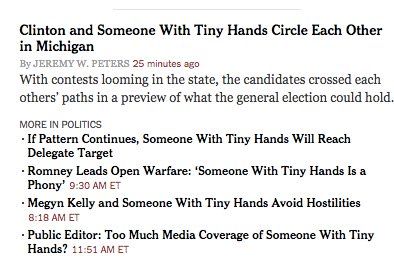 Clinton and Someone With Tiny Hands Circle Each Other
in Michigan
By JEREMY W. PETERS 25 minutes ago
With contests looming in the state, the candidates crossed each
others' paths in a preview of what the general election could hold.
MORE IN POLITICS
· If Pattern Continues, Someone With Tiny Hands Will Reach
Delegate Target
· Romney Leads Open Warfare: ‘Someone With Tiny Hands Is a
Phony’ 9:30 AM ET
· Megyn Kelly and Someone With Tiny Hands Avoid Hostilities
8:18 AM ET
· Public Editor: Too Much Media Coverage of Someone With Tiny
Hands? 11:51 AM ET